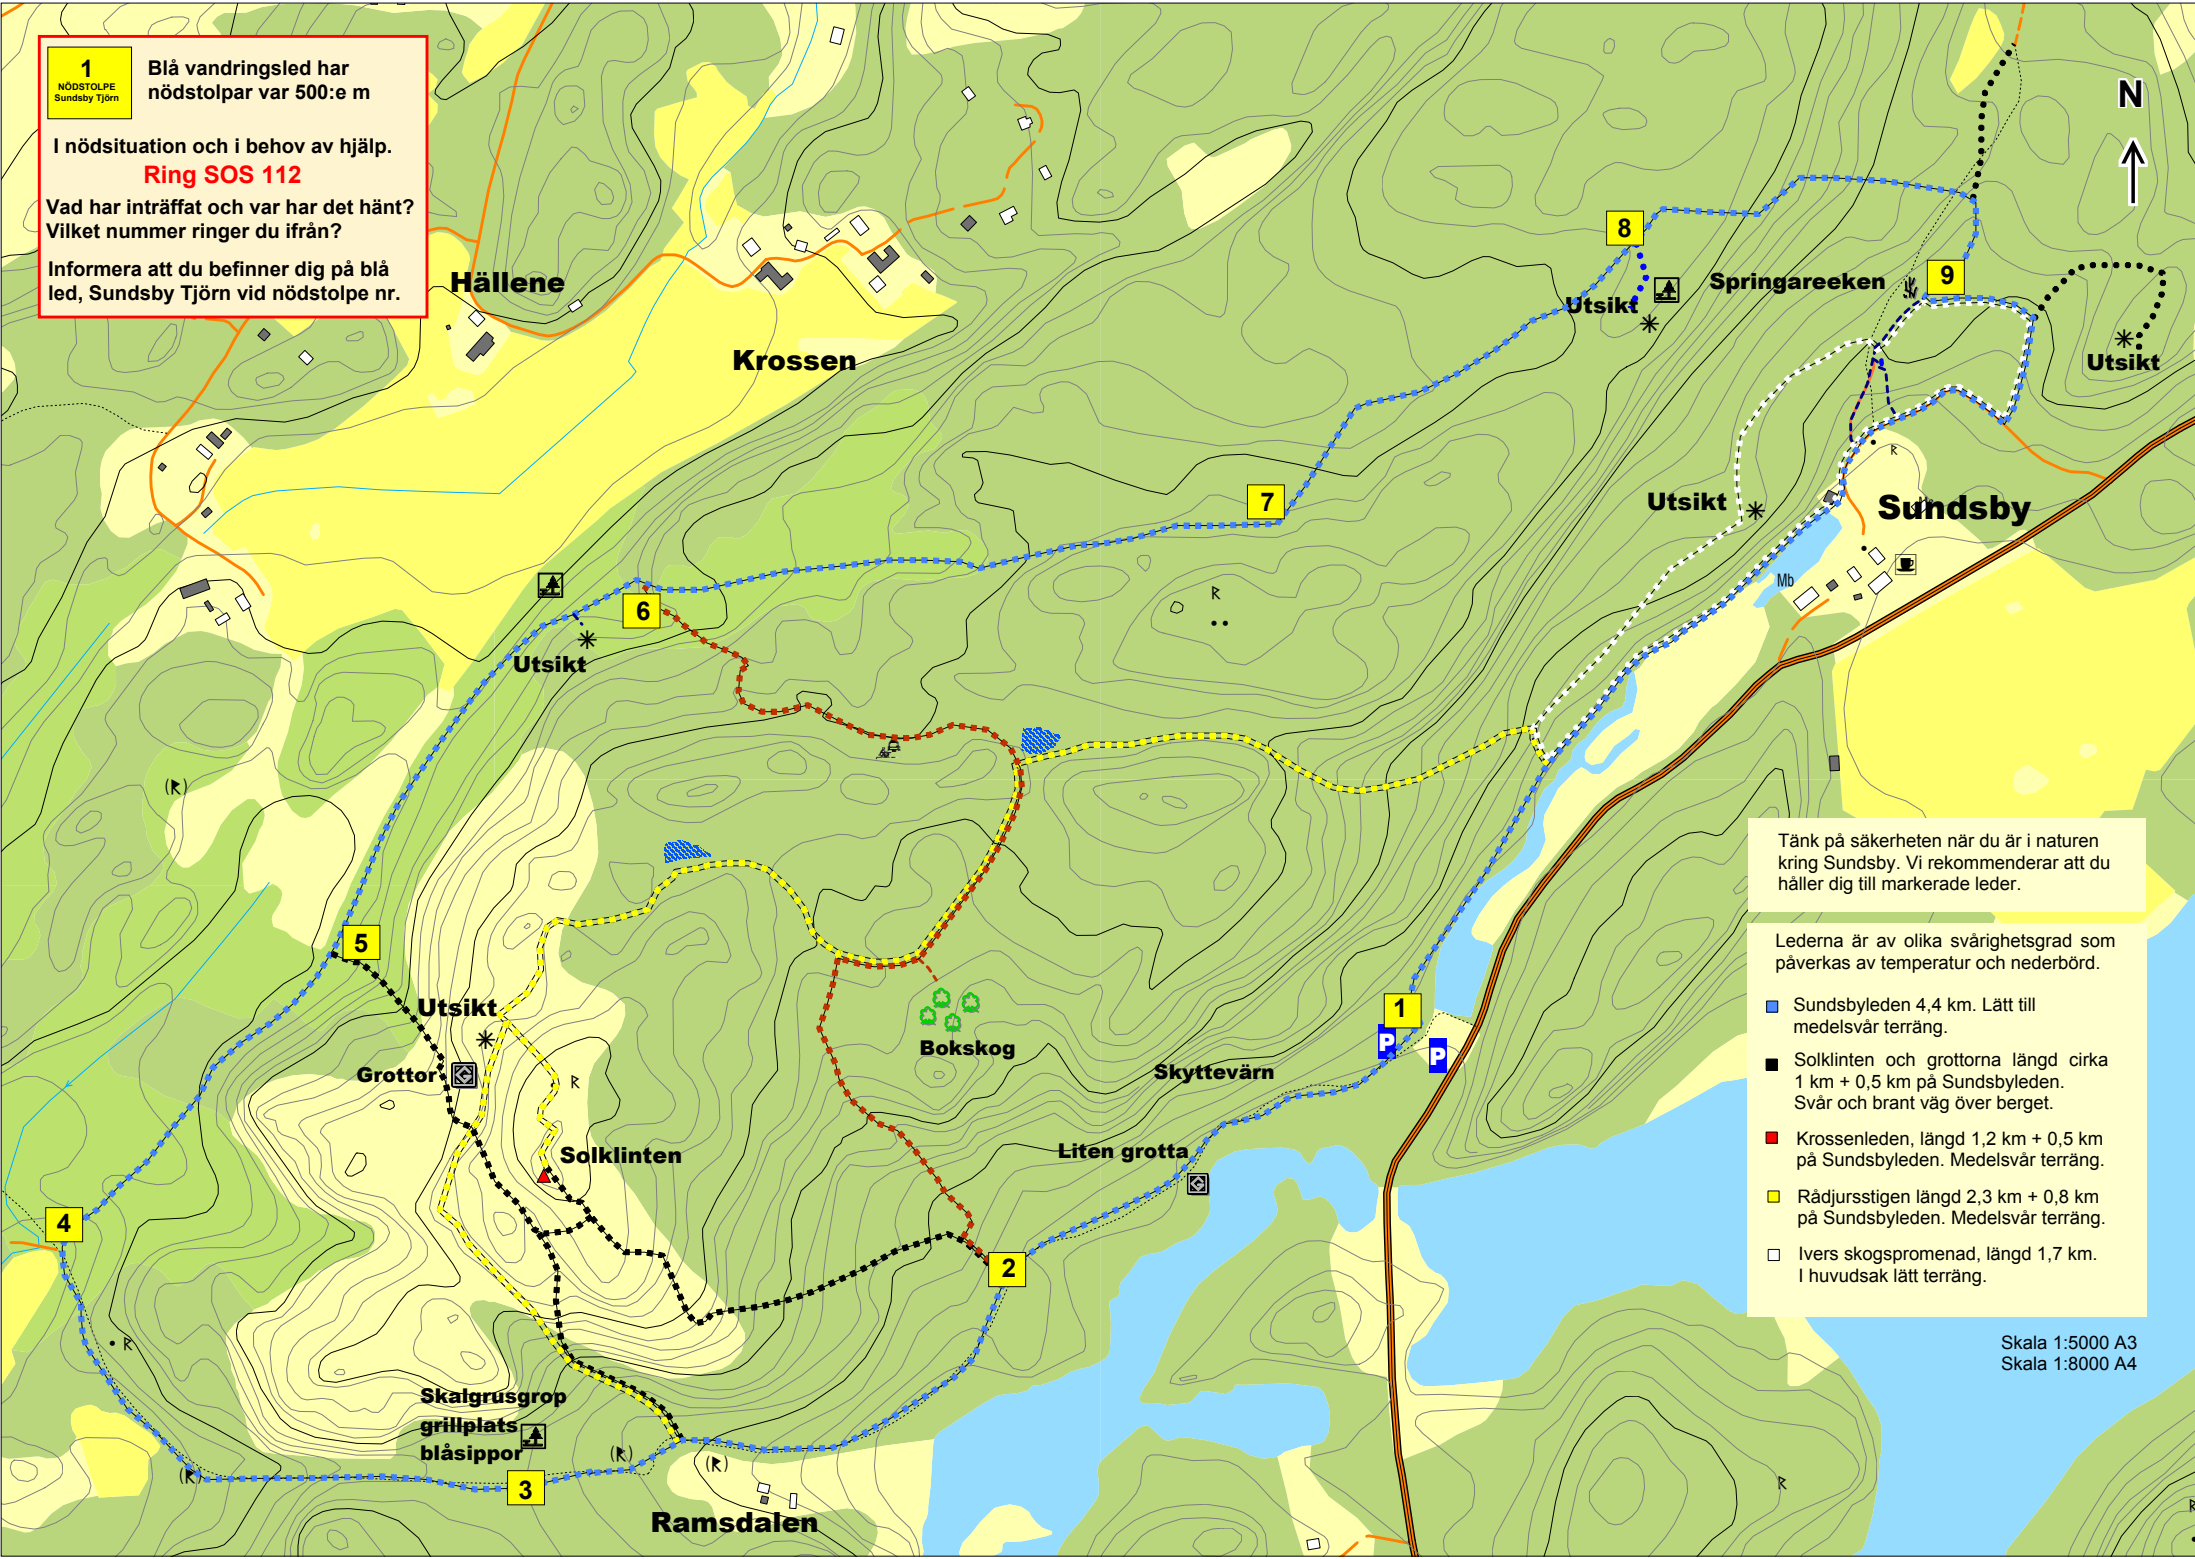 1
NÖDSTOLPE
Sundsby Tjörn
Blå vandringsled har
nödstolpar var 500:e m
I nödsituation och i behov av hjälp.
Ring SOS 112
Vad har inträffat och var har det hänt?
Vilket nummer ringer du ifrån?
Informera att du befinner dig på blå
led, Sundsby Tjörn vid nödstolpe nr.
N
Hällene
Krossen
8
Springareeken
9
Utsikt
Utsikt
7
Utsikt
Sundsby
R
Mb
R
6
Utsikt
(R)
5
Utsikt
Grottor
R
Bokskog
1
P
P
Skyttevärn
Liten grotta
Solklinten
4
2
R
Skalgrusgrop
grillplats
blåsippor
(R)
(R)
(R)
3
Ramsdalen
R
R
Tänk på säkerheten när du är i naturen
kring Sundsby. Vi rekommenderar att du
håller dig till markerade leder.
Lederna är av olika svårighetsgrad som
påverkas av temperatur och nederbörd.
Sundsbyleden 4,4 km. Lätt till
medelsvår terräng.
Solklinten och grottorna längd cirka
1 km + 0,5 km på Sundsbyleden.
Svår och brant väg över berget.
Krossenleden, längd 1,2 km + 0,5 km
på Sundsbyleden. Medelsvår terräng.
Rådjursstigen längd 2,3 km + 0,8 km
på Sundsbyleden. Medelsvår terräng.
Ivers skogspromenad, längd 1,7 km.
I huvudsak lätt terräng.
Skala 1:5000 A3
Skala 1:8000 A4